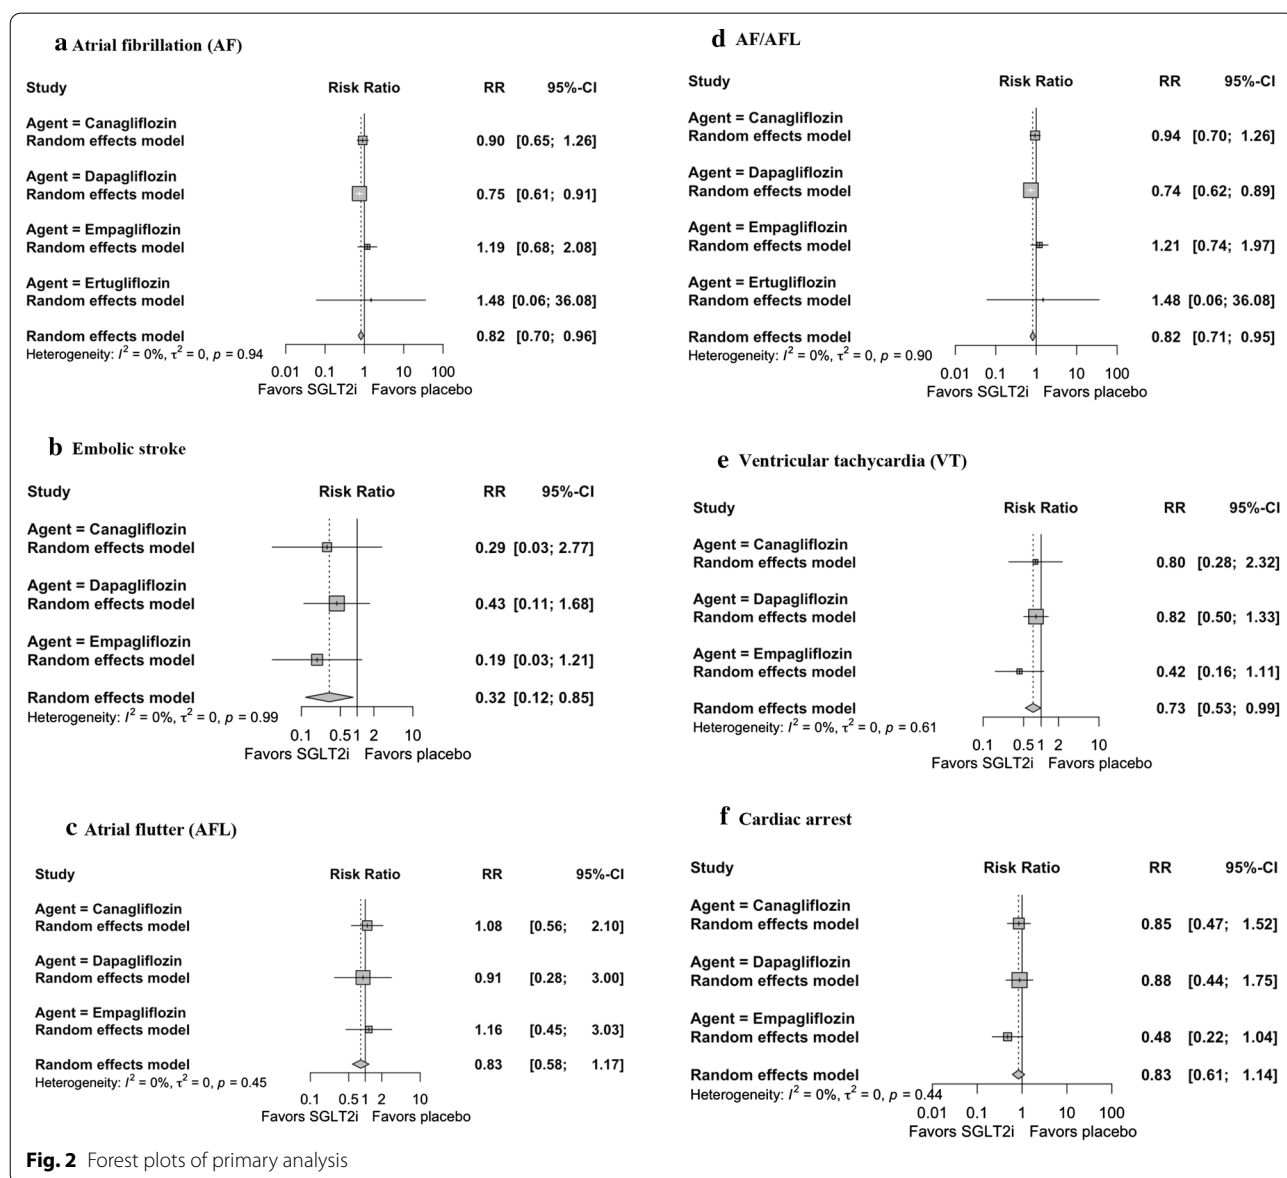 a Atrial fibrillation (AF)
Study Risk Ratio RR 95%-CI
Agent = Canagliflozin
Random effects model 0.90 [0.65; 1.26]
Agent = Dapagliflozin
Random effects model 0.75 [0.61; 0.91]
Agent = Empagliflozin
Random effects model 1.19 [0.68; 2.08]
Agent = Ertugliflozin
Random effects model 1.48 [0.06; 36.08]
Random effects model 0.82 [0.70; 0.96]
Heterogeneity: I² = 0%, τ² = 0, p = 0.94
0.01 0.1 1 10 100
Favors SGLT2i Favors placebo
b Embolic stroke
Study Risk Ratio RR 95%-CI
Agent = Canagliflozin
Random effects model 0.29 [0.03; 2.77]
Agent = Dapagliflozin
Random effects model 0.43 [0.11; 1.68]
Agent = Empagliflozin
Random effects model 0.19 [0.03; 1.21]
Random effects model 0.32 [0.12; 0.85]
Heterogeneity: I² = 0%, τ² = 0, p = 0.99
0.1 0.5 1 2 10
Favors SGLT2i Favors placebo
c Atrial flutter (AFL)
Study Risk Ratio RR 95%-CI
Agent = Canagliflozin
Random effects model 1.08 [0.56; 2.10]
Agent = Dapagliflozin
Random effects model 0.91 [0.28; 3.00]
Agent = Empagliflozin
Random effects model 1.16 [0.45; 3.03]
Random effects model 0.83 [0.58; 1.17]
Heterogeneity: I² = 0%, τ² = 0, p = 0.45
0.1 0.5 1 2 10
Favors SGLT2i Favors placebo
d AF/AFL
Study Risk Ratio RR 95%-CI
Agent = Canagliflozin
Random effects model 0.94 [0.70; 1.26]
Agent = Dapagliflozin
Random effects model 0.74 [0.62; 0.89]
Agent = Empagliflozin
Random effects model 1.21 [0.74; 1.97]
Agent = Ertugliflozin
Random effects model 1.48 [0.06; 36.08]
Random effects model 0.82 [0.71; 0.95]
Heterogeneity: I² = 0%, τ² = 0, p = 0.90
0.01 0.1 1 10 100
Favors SGLT2i Favors placebo
e Ventricular tachycardia (VT)
Study Risk Ratio RR 95%-CI
Agent = Canagliflozin
Random effects model 0.80 [0.28; 2.32]
Agent = Dapagliflozin
Random effects model 0.82 [0.50; 1.33]
Agent = Empagliflozin
Random effects model 0.42 [0.16; 1.11]
Random effects model 0.73 [0.53; 0.99]
Heterogeneity: I² = 0%, τ² = 0, p = 0.61
0.1 0.5 1 2 10
Favors SGLT2i Favors placebo
f Cardiac arrest
Study Risk Ratio RR 95%-CI
Agent = Canagliflozin
Random effects model 0.85 [0.47; 1.52]
Agent = Dapagliflozin
Random effects model 0.88 [0.44; 1.75]
Agent = Empagliflozin
Random effects model 0.48 [0.22; 1.04]
Random effects model 0.83 [0.61; 1.14]
Heterogeneity: I² = 0%, τ² = 0, p = 0.44
0.01 0.1 1 10 100
Favors SGLT2i Favors placebo
Fig. 2 Forest plots of primary analysis